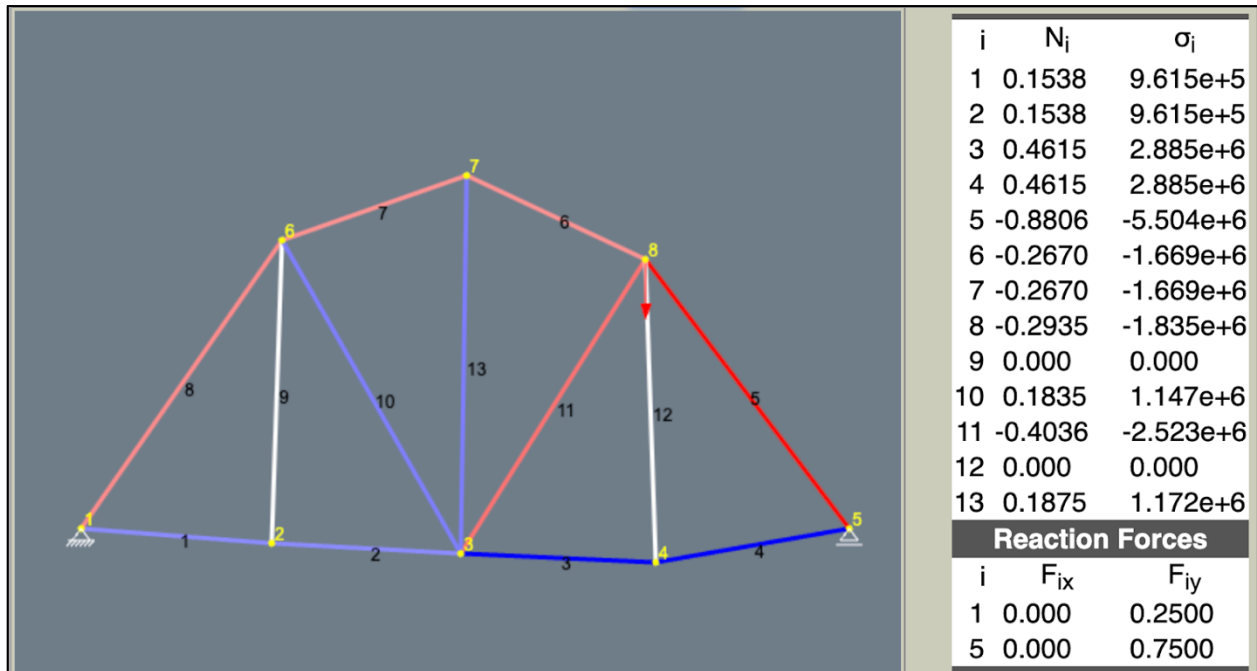 7
6
8
7
6
13
8
9
10
11
12
5
1
2
3
4
5
1
2
3
4
i Nᵢ σᵢ
1 0.1538 9.615e+5
2 0.1538 9.615e+5
3 0.4615 2.885e+6
4 0.4615 2.885e+6
5 -0.8806 -5.504e+6
6 -0.2670 -1.669e+6
7 -0.2670 -1.669e+6
8 -0.2935 -1.835e+6
9 0.000 0.000
10 0.1835 1.147e+6
11 -0.4036 -2.523e+6
12 0.000 0.000
13 0.1875 1.172e+6
Reaction Forces
i Fᵢₓ Fᵢᵧ
1 0.000 0.2500
5 0.000 0.7500